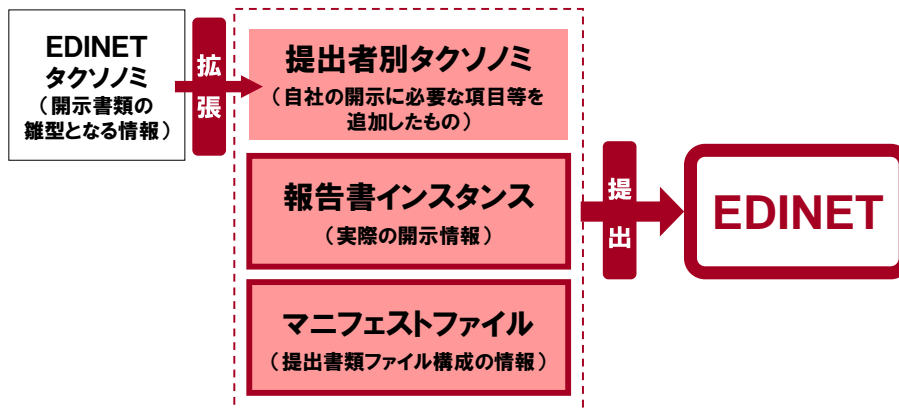 EDINET
タクソノミ
（開示書類の
雛型となる情報）
拡張
提出者別タクソノミ
（自社の開示に必要な項目等を
追加したもの）
報告書インスタンス
（実際の開示情報）
マニフェストファイル
（提出書類ファイル構成の情報）
提出
EDINET